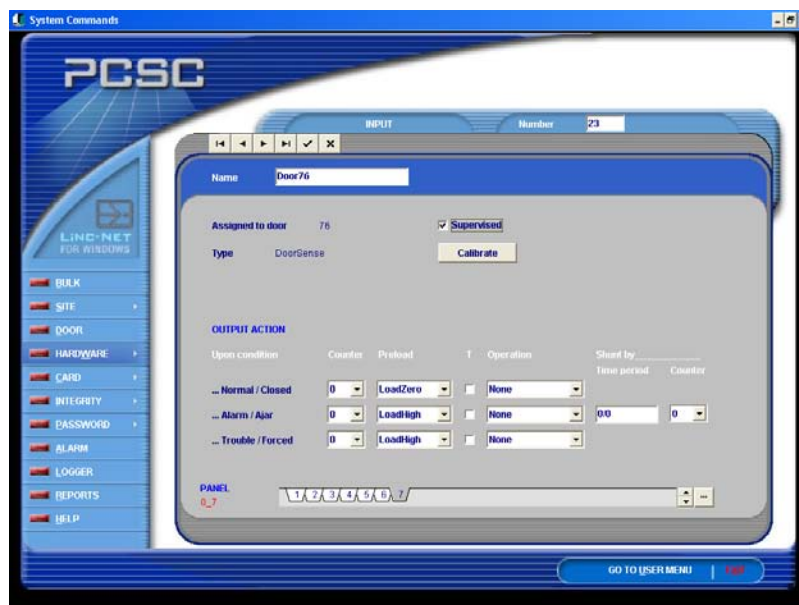 System Commands
PCSC
INPUT Number 23
Name Door76
LINC-NET
FOR WINDOWS
Assigned to door 76 Supervised
Type DoorSense Calibrate
BULK
SITE
DOOR
HARDWARE
CARD
INTEGRITY
PASSWORD
ALARM
LOGGER
REPORTS
HELP
OUTPUT ACTION
Upon condition Counter Preload T Operation Shunt by
Time period Counter
... Normal / Closed 0 LoadZero None
... Alarm / Ajar 0 LoadHigh None 0/0 0
... Trouble / Forced 0 LoadHigh None
PANEL 1 2 3 4 5 6 7 ...
0_7
GO TO USER MENU | Exit